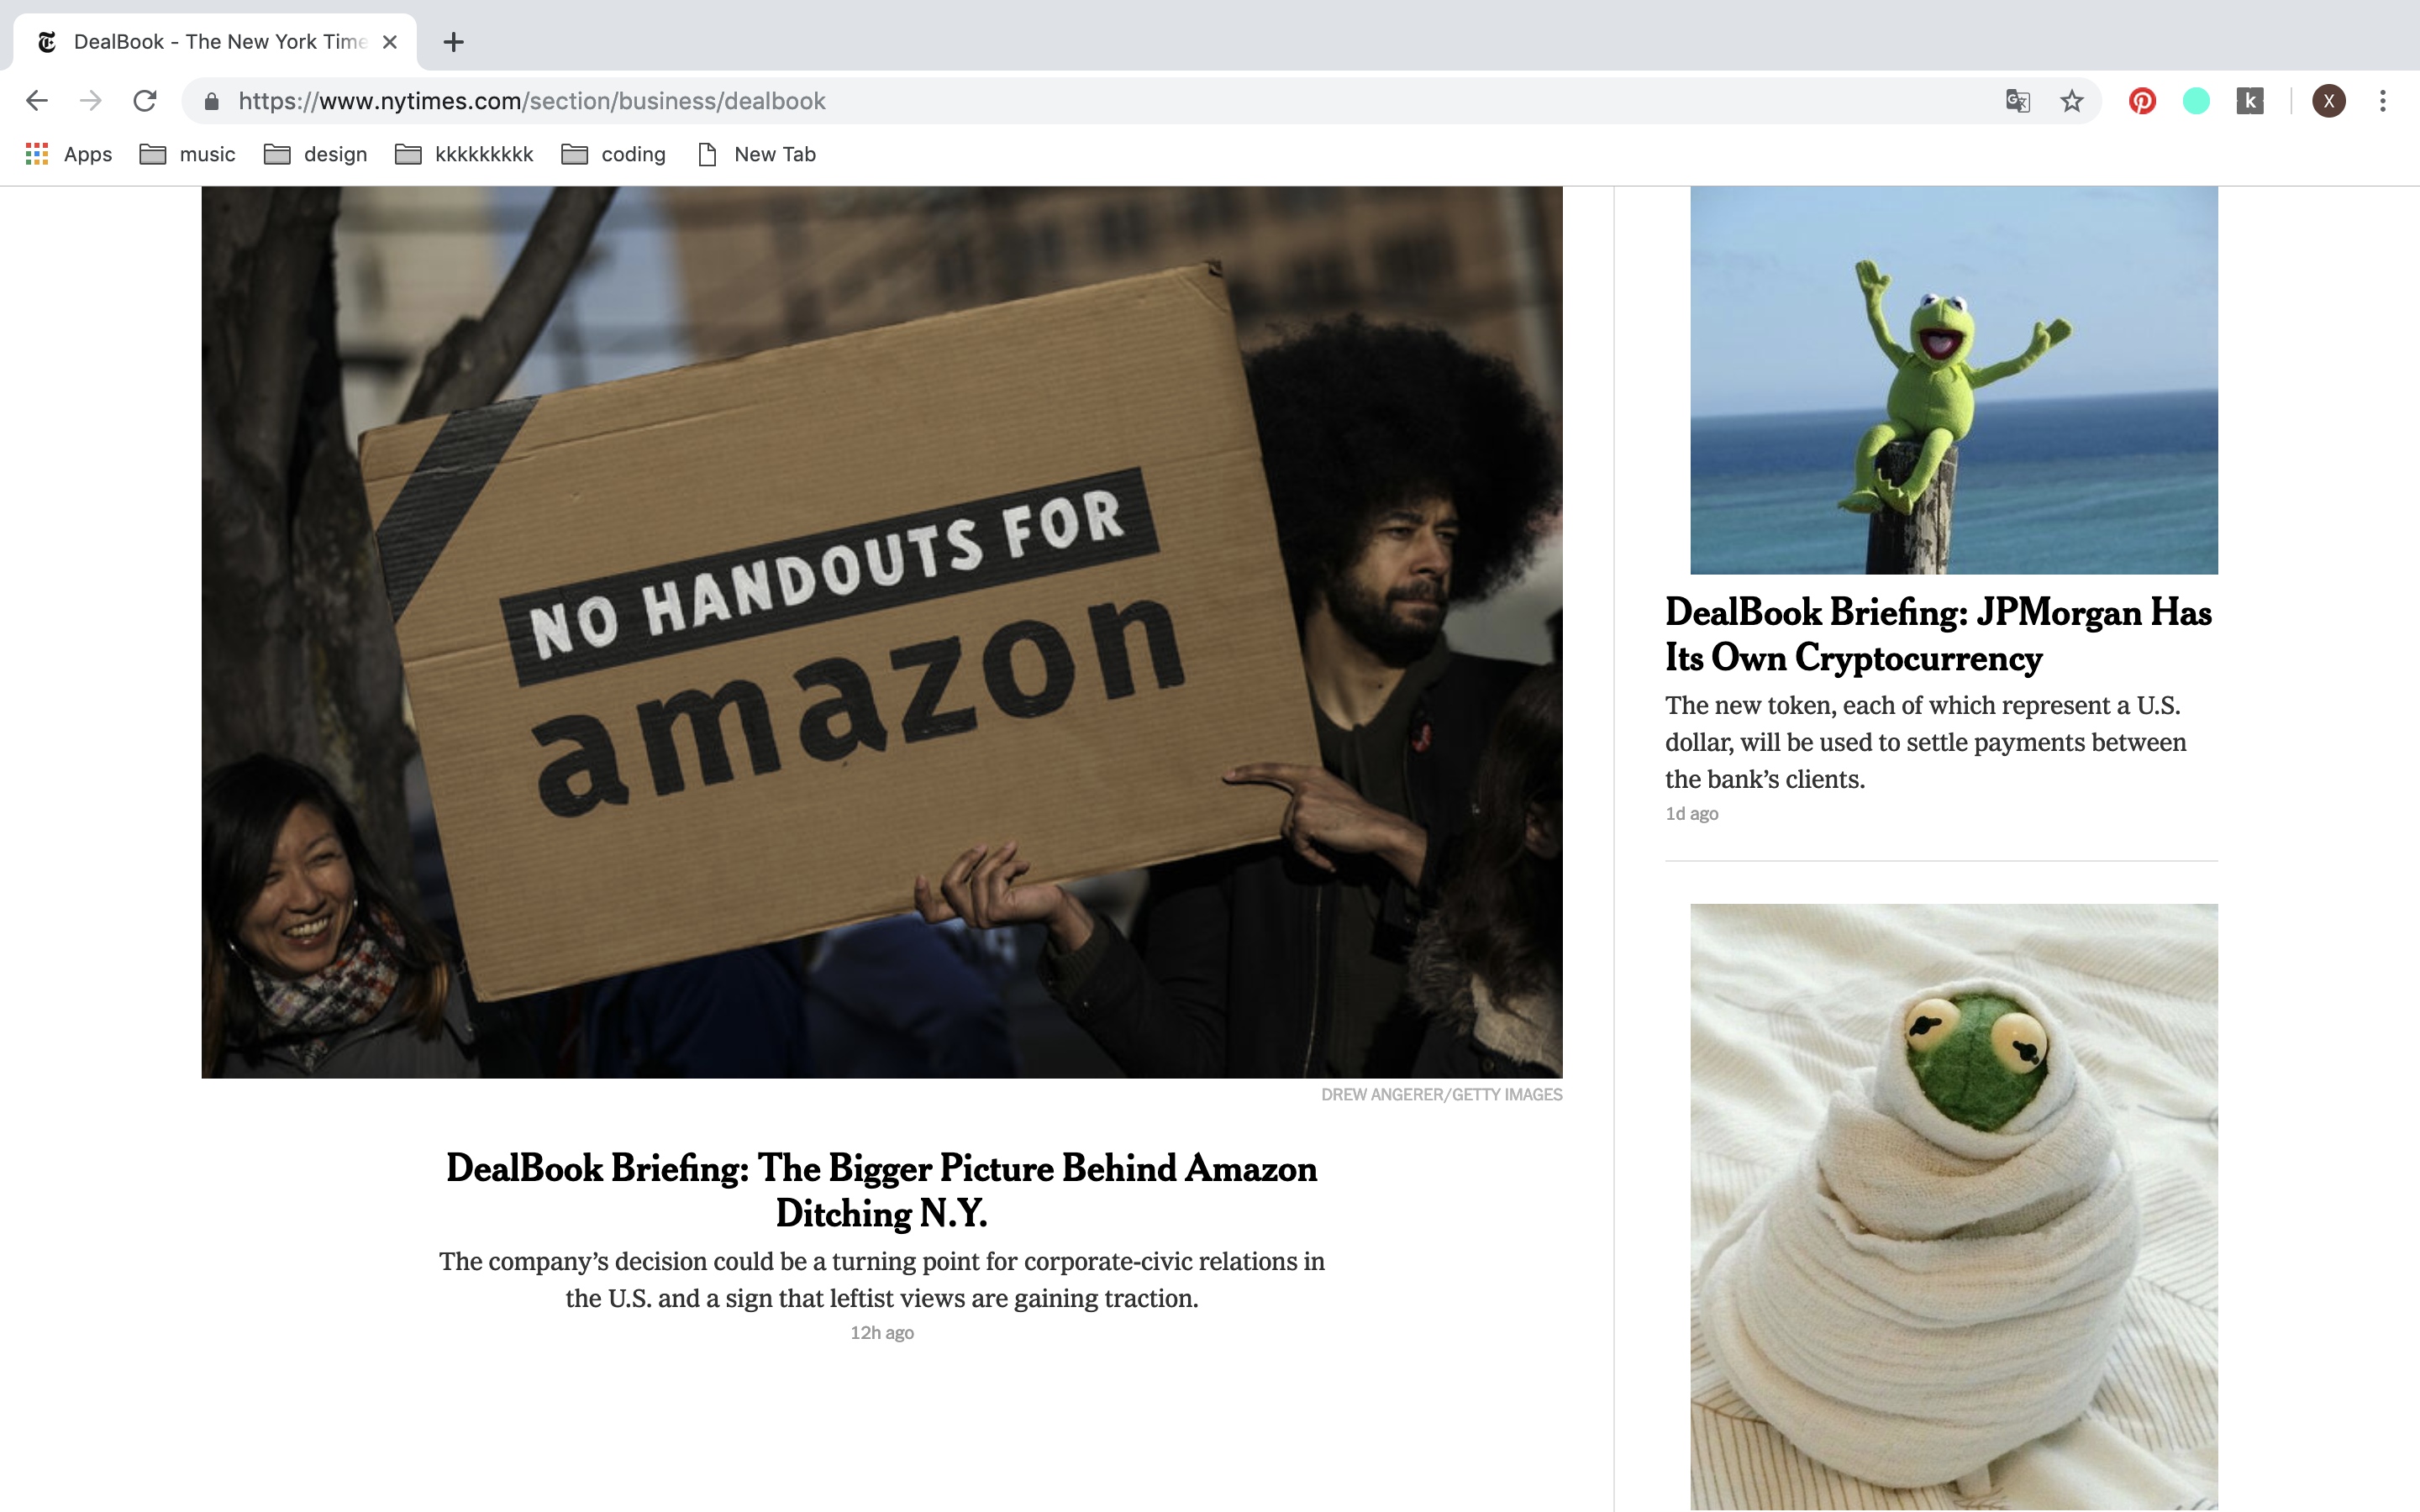 DealBook - The New York Time
https://www.nytimes.com/section/business/dealbook
X
Apps music design kkkkkkkkk coding New Tab
NO HANDOUTS FOR
amazon
DREW ANGERER/GETTY IMAGES
DealBook Briefing: The Bigger Picture Behind Amazon
Ditching N.Y.
The company’s decision could be a turning point for corporate-civic relations in
the U.S. and a sign that leftist views are gaining traction.
12h ago
DealBook Briefing: JPMorgan Has
Its Own Cryptocurrency
The new token, each of which represent a U.S.
dollar, will be used to settle payments between
the bank’s clients.
1d ago